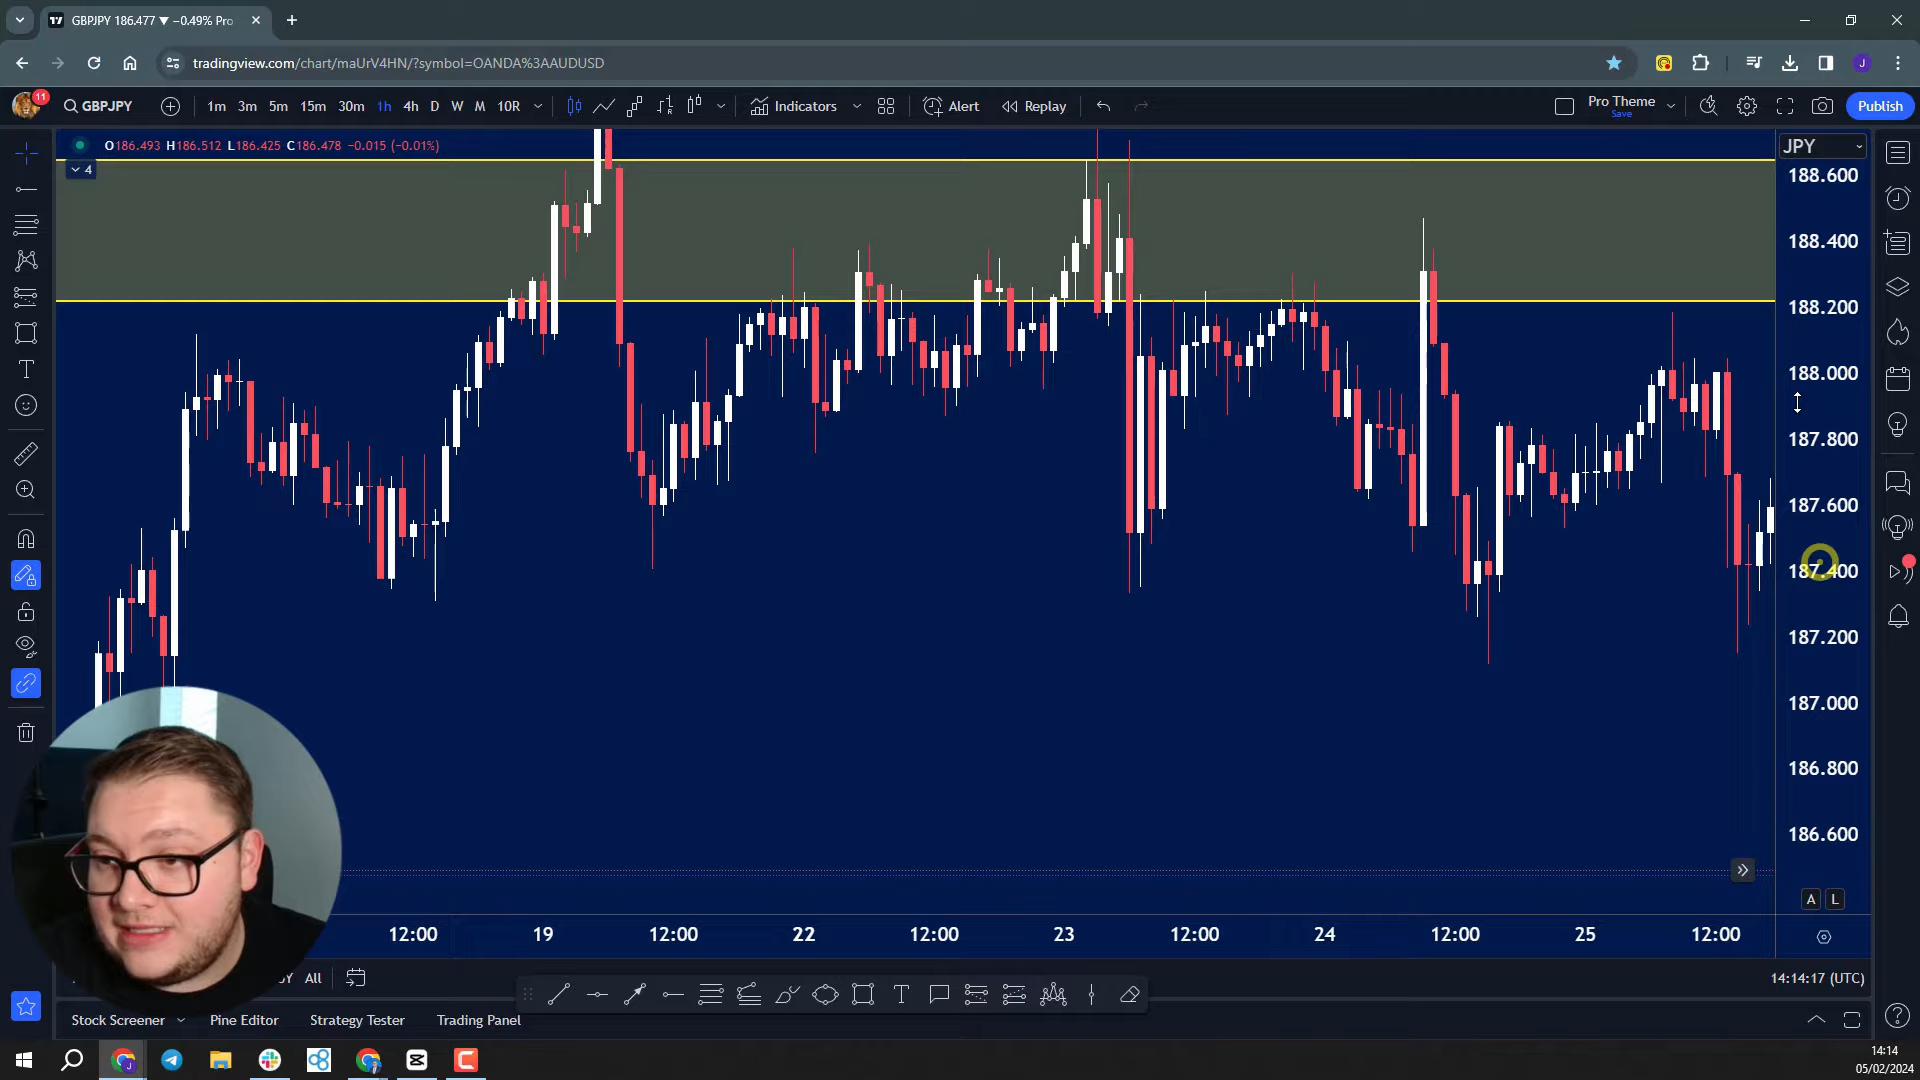 GBPJPY 186.477 ▼ −0.49% Pro
tradingview.com/chart/maUrV4HN/?symbol=OANDA%3AAUDUSD
J
11
GBPJPY
1m 3m 5m 15m 30m 1h 4h D W M 10R
Indicators
Alert
Replay
Pro Theme
Save
Publish
O186.493 H186.512 L186.425 C186.478 −0.015 (−0.01%)
4
JPY
188.600
188.400
188.200
188.000
187.800
187.600
187.400
187.200
187.000
186.800
186.600
A L
12:00 19 12:00 22 12:00 23 12:00 24 12:00 25 12:00
All
14:14:17 (UTC)
Stock Screener Pine Editor Strategy Tester Trading Panel
14:14
05/02/2024